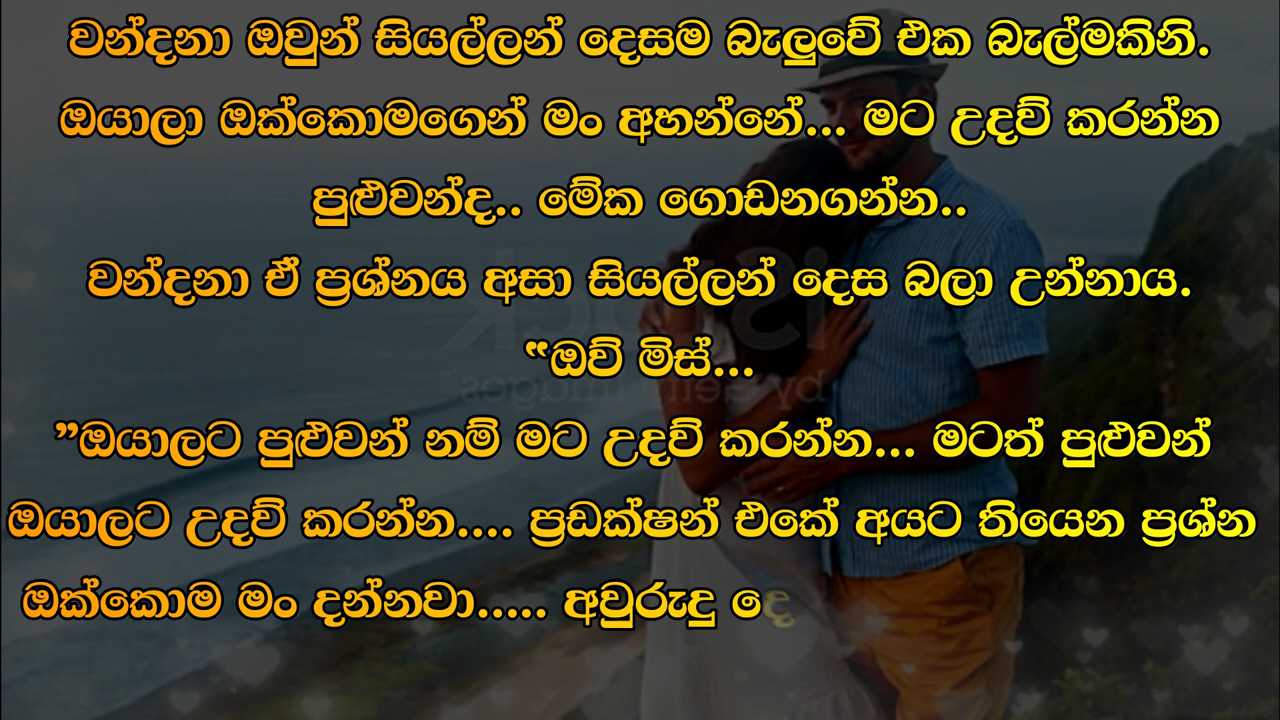 වන්දනා ඔවුන් සියල්ලන් දෙසම බැලුවේ එක බැල්මකිනි.
ඔයාලා ඔක්කොමගෙන් මං අහන්නේ... මට උදව් කරන්න
පුළුවන්ද.. මේක ගොඩනගන්න..
වන්දනා ඒ ප්‍රශ්නය අසා සියල්ලන් දෙස බලා උන්නාය.
“ඔව් මිස්...
”ඔයාලට පුළුවන් නම් මට උදව් කරන්න... මටත් පුළුවන්
ඔයාලට උදව් කරන්න.... ප්‍රඩක්ෂන් එකේ අයට තියෙන ප්‍රශ්න
ඔක්කොම මං දන්නවා..... අවුරුදු දෙ